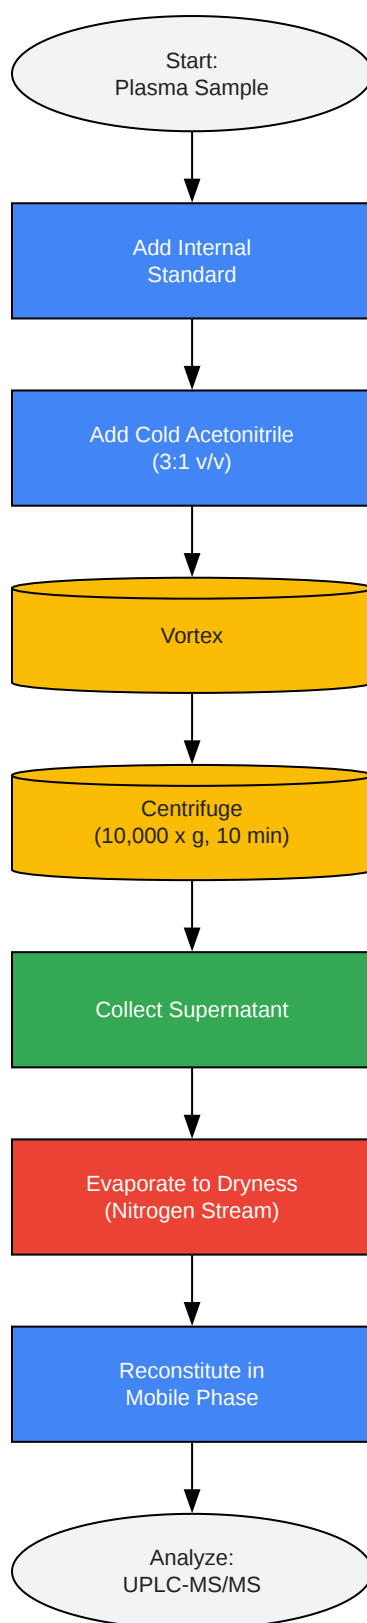 Start:
Plasma Sample
Add Internal
Standard
Add Cold Acetonitrile
(3:1 v/v)
Vortex
Centrifuge
(10,000 x g, 10 min)
Collect Supernatant
Evaporate to Dryness
(Nitrogen Stream)
Reconstitute in
Mobile Phase
Analyze:
UPLC-MS/MS